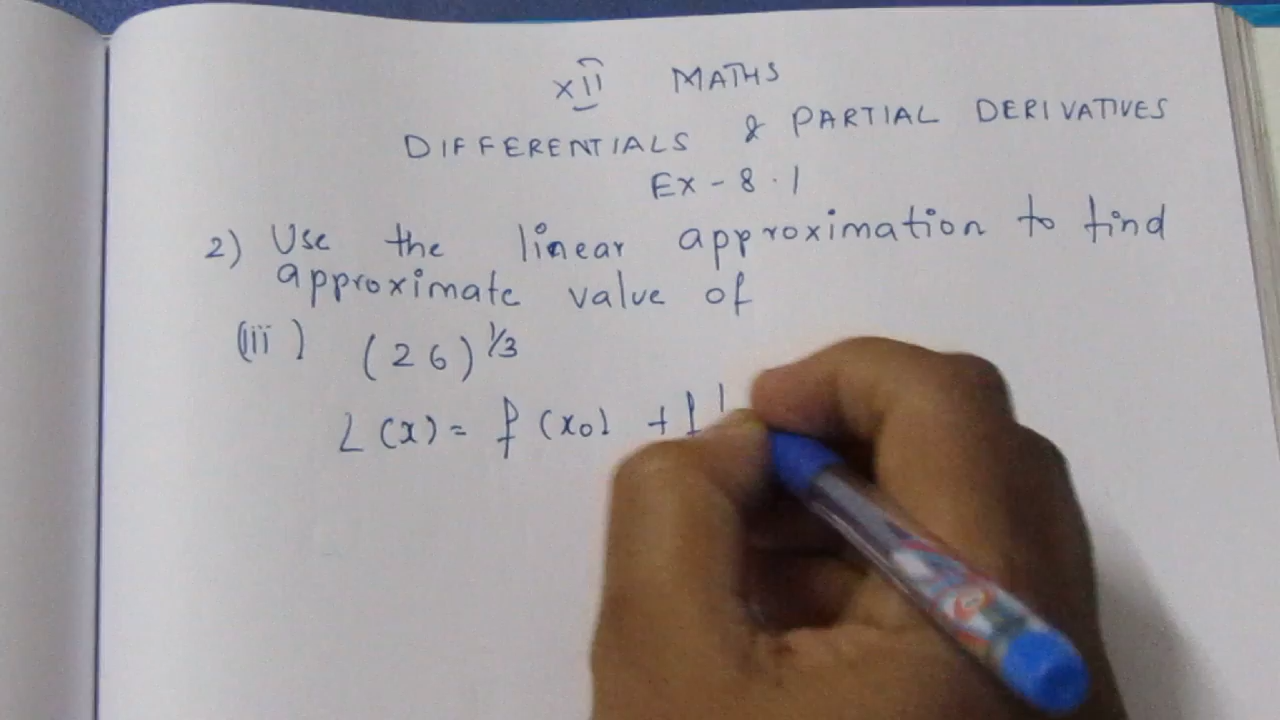 XII MATHS
DIFFERENTIALS & PARTIAL DERIVATIVES
EX - 8.1
2) Use the linear approximation to find
approximate value of
(iii) (26)^1/3
L(x) = f(x0) + f'